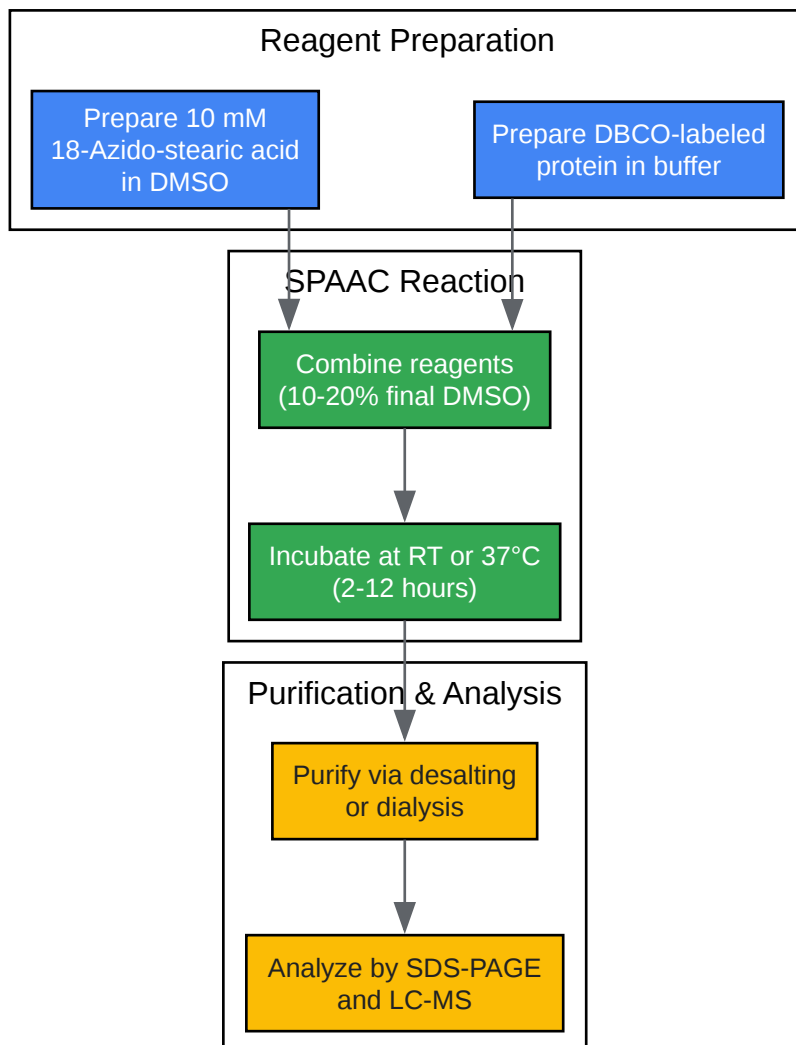 Reagent Preparation
Prepare 10 mM
18-Azido-stearic acid
in DMSO
Prepare DBCO-labeled
protein in buffer
SPAAC Reaction
Combine reagents
(10-20% final DMSO)
Incubate at RT or 37°C
(2-12 hours)
Purification & Analysis
Purify via desalting
or dialysis
Analyze by SDS-PAGE
and LC-MS